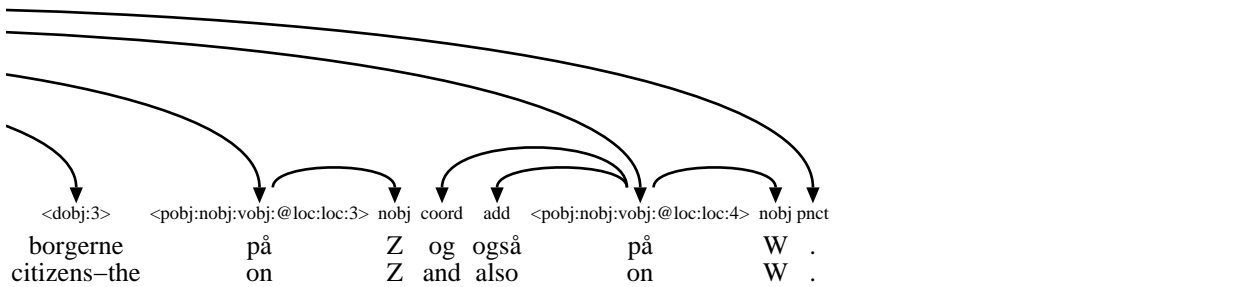 <dobj:3> <pobj:nobj:vobj:@loc:loc:3> nobj coord add <pobj:nobj:vobj:@loc:loc:4> nobj pnct
borgerne på Z og også på W .
citizens−the on Z and also on W .